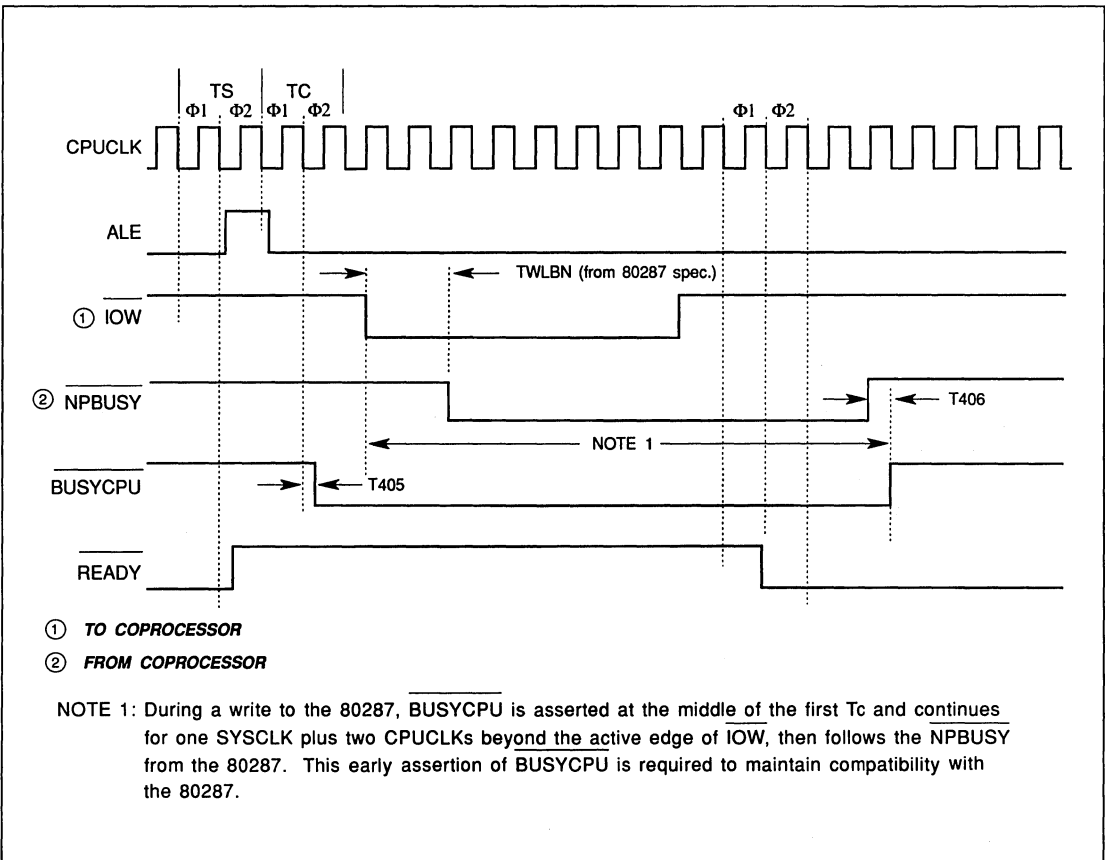 TS TC
Φ1 Φ2 Φ1 Φ2 Φ1 Φ2
CPUCLK
ALE
TWLBN (from 80287 spec.)
① IOW
② NPBUSY
T406
NOTE 1
BUSYCPU
T405
READY
① TO COPROCESSOR
② FROM COPROCESSOR
NOTE 1: During a write to the 80287, BUSYCPU is asserted at the middle of the first Tc and continues
for one SYSCLK plus two CPUCLKs beyond the active edge of IOW, then follows the NPBUSY
from the 80287. This early assertion of BUSYCPU is required to maintain compatibility with
the 80287.